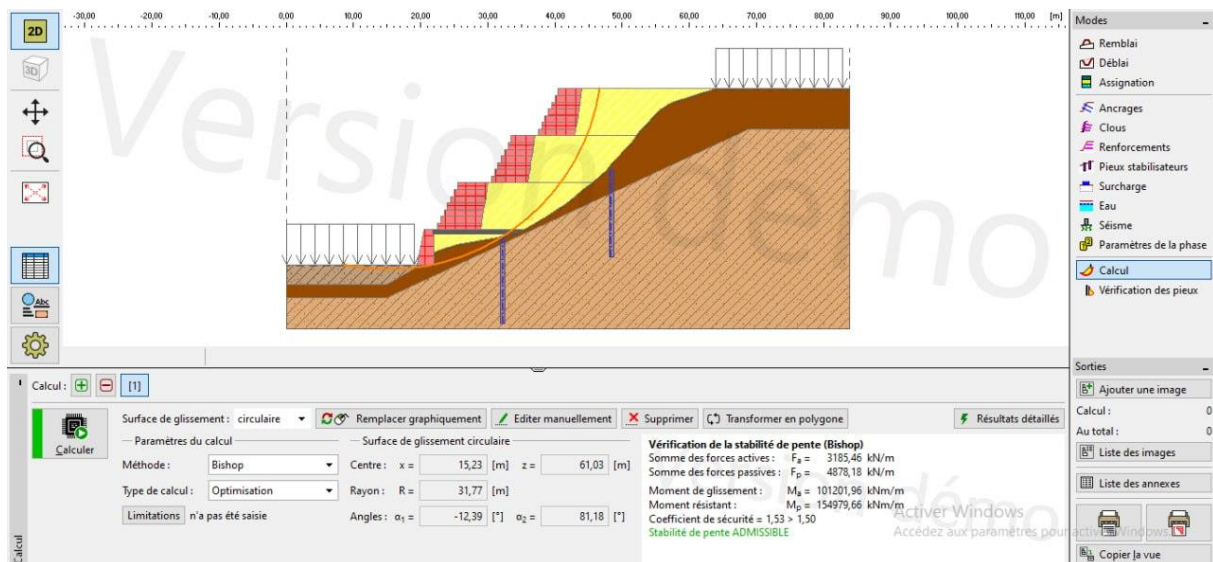 -30,00 -20,00 -10,00 0,00 10,00 20,00 30,00 40,00 50,00 60,00 70,00 80,00 90,00 100,00 110,00 [m]
2D
3D
Version démo
Modes
Remblai
Déblai
Assignation
Ancrages
Clous
Renforcements
Pieux stabilisateurs
Surcharge
Eau
Séisme
Paramètres de la phase
Calcul
Vérification des pieux
Abc
Calcul : [1]
Calculer
Calcul
Surface de glissement : circulaire Remplacer graphiquement Editer manuellement Supprimer Transformer en polygone Résultats détaillés
Paramètres du calcul
Méthode : Bishop
Type de calcul : Optimisation
Limitations n'a pas été saisie
Surface de glissement circulaire
Centre : x = 15,23 [m] z = 61,03 [m]
Rayon : R = 31,77 [m]
Angles : α1 = -12,39 [°] α2 = 81,18 [°]
Vérification de la stabilité de pente (Bishop)
Somme des forces actives : Fa = 3185,46 kN/m
Somme des forces passives : Fp = 4878,18 kN/m
Moment de glissement : Ma = 101201,96 kNm/m
Moment résistant : Mp = 154979,66 kNm/m
Coefficient de sécurité = 1,53 > 1,50
Stabilité de pente ADMISSIBLE
version démo
Activer Windows
Accédez aux paramètres pour activer Windows.
Sorties
Ajouter une image
Calcul : 0
Au total : 0
Liste des images
Liste des annexes
Copier la vue